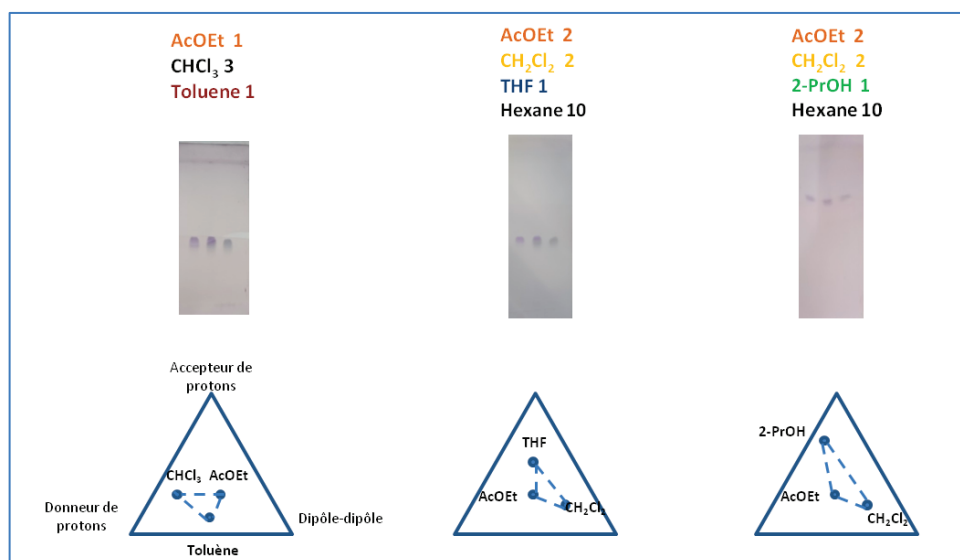 AcOEt 1
CHCl₃ 3
Toluene 1
AcOEt 2
CH₂Cl₂ 2
THF 1
Hexane 10
AcOEt 2
CH₂Cl₂ 2
2-PrOH 1
Hexane 10
Accepteur de
protons
CHCl₃ AcOEt
Donneur de
protons
Dipôle-dipôle
Toluène
THF
AcOEt
CH₂Cl₂
2-PrOH
AcOEt
CH₂Cl₂